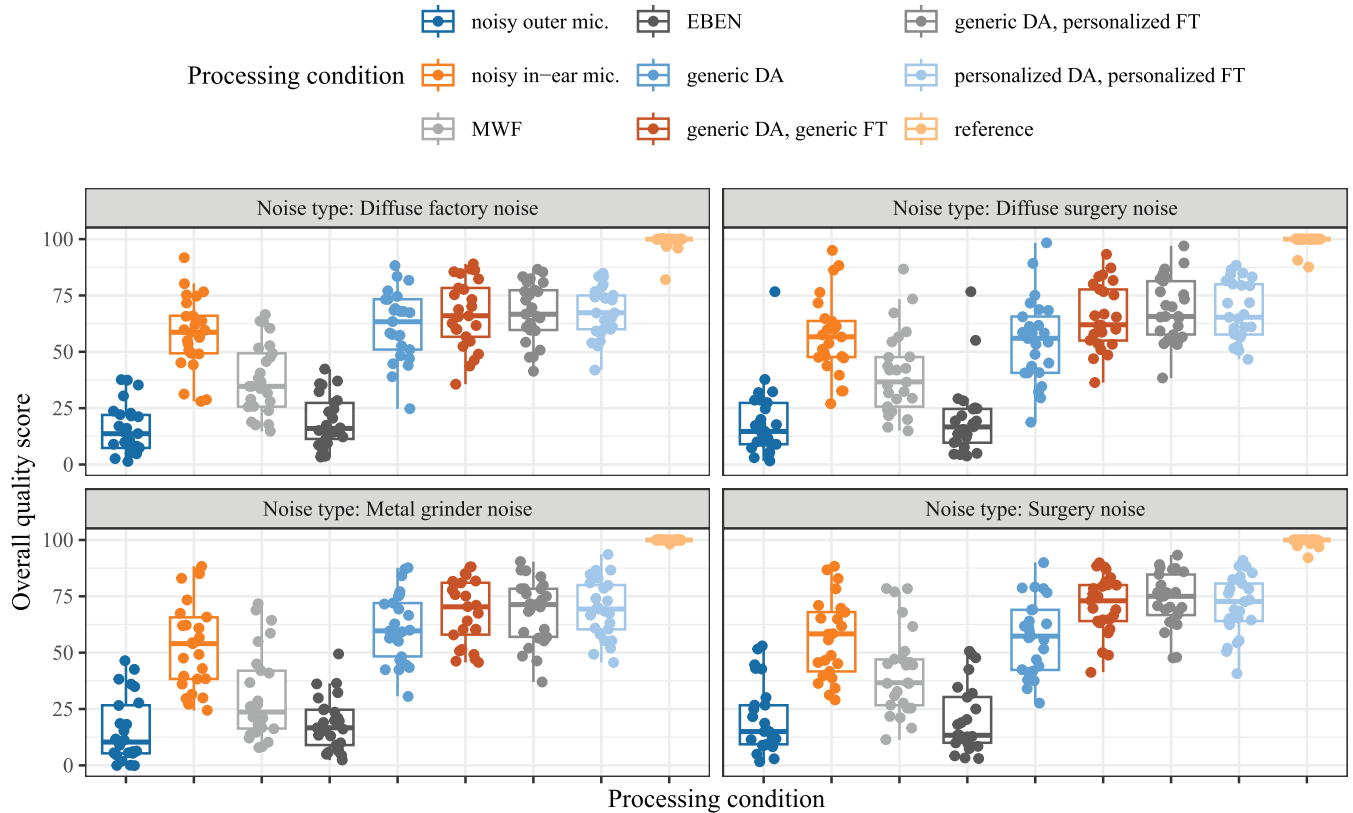 noisy outer mic.
EBEN
generic DA, personalized FT
Processing condition
noisy in−ear mic.
generic DA
personalized DA, personalized FT
MWF
generic DA, generic FT
reference
Noise type: Diffuse factory noise
Noise type: Diffuse surgery noise
100
75
50
25
0
Noise type: Metal grinder noise
Noise type: Surgery noise
100
75
50
25
0
Overall quality score
Processing condition